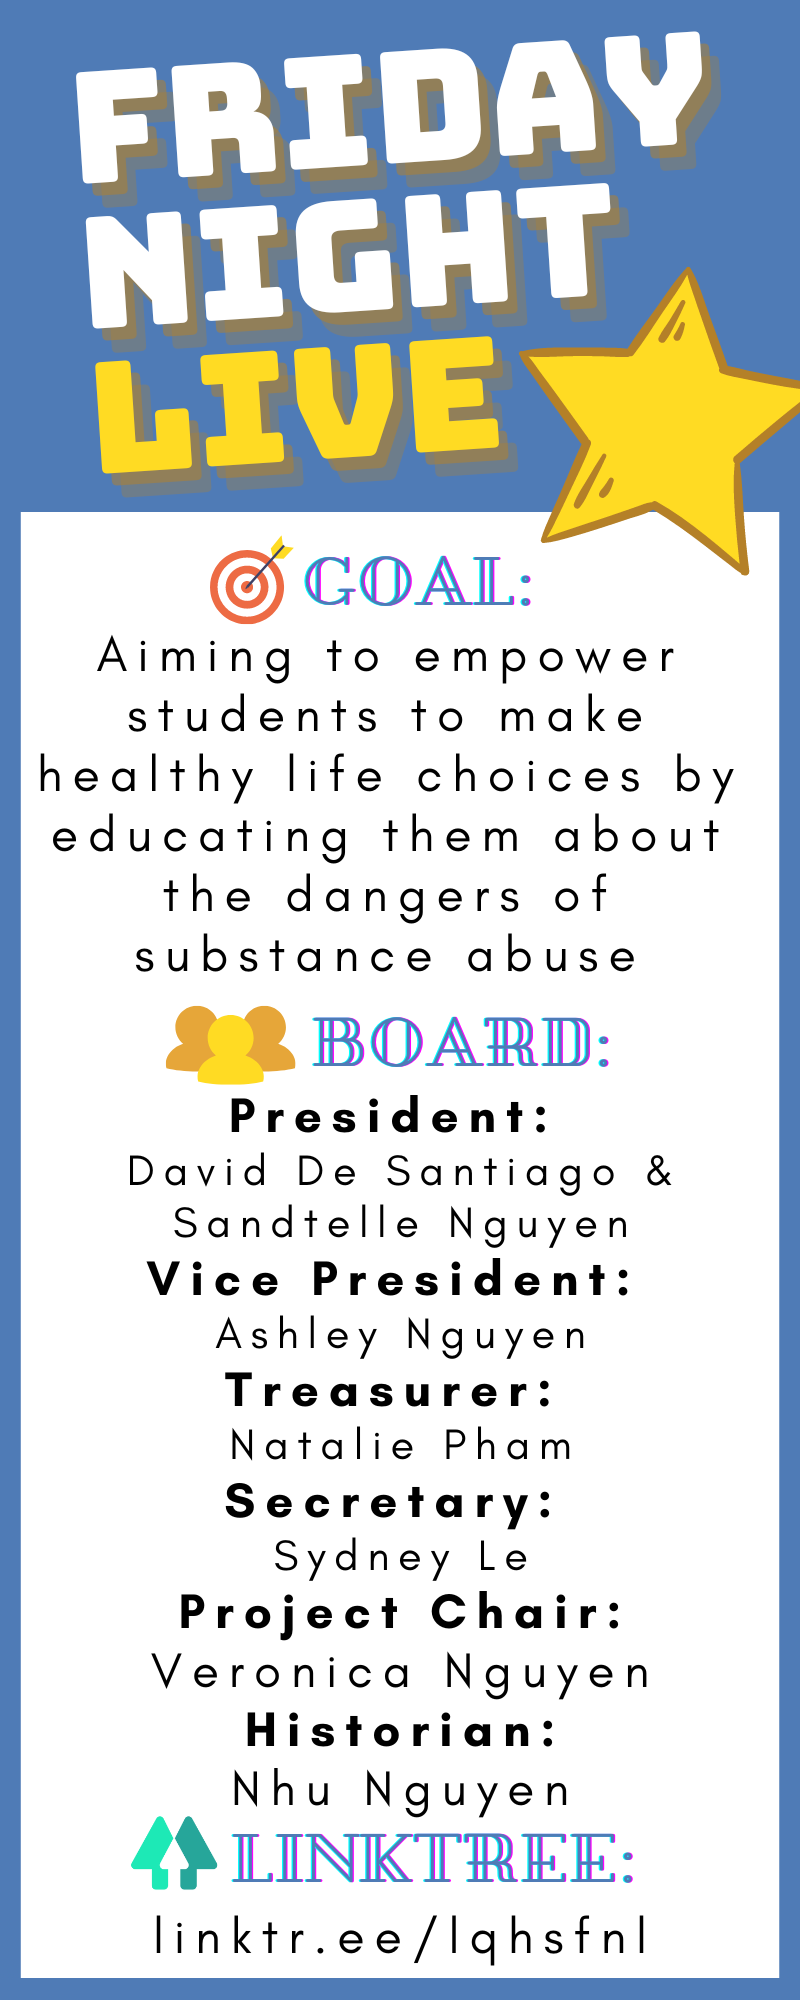 FRIDAY
NIGHT
LIVE
GOAL:
Aiming to empower
students to make
healthy life choices by
educating them about
the dangers of
substance abuse
BOARD:
President:
David De Santiago &
Sandtelle Nguyen
Vice President:
Ashley Nguyen
Treasurer:
Natalie Pham
Secretary:
Sydney Le
Project Chair:
Veronica Nguyen
Historian:
Nhu Nguyen
LINKTREE:
linktr.ee/lqhsfnl